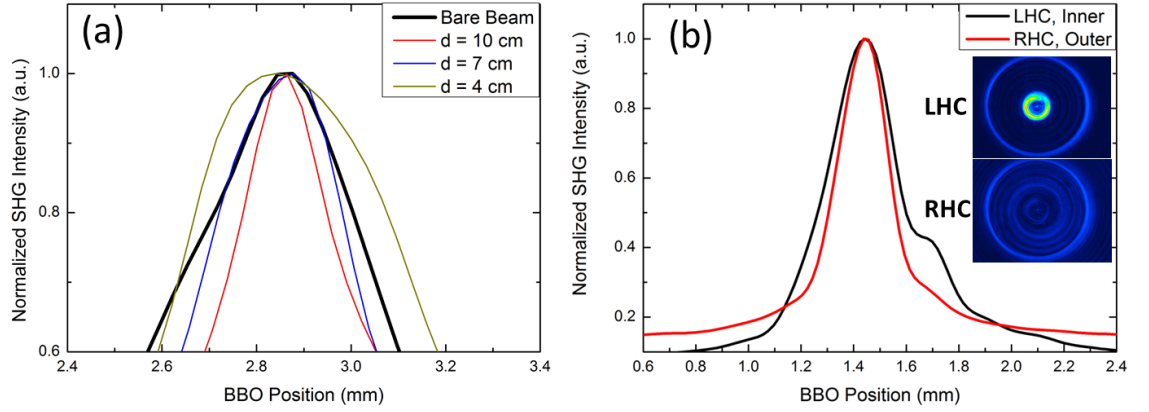 (a)
Bare Beam
d = 10 cm
d = 7 cm
d = 4 cm
Normalized SHG Intensity (a.u.)
1.0
0.8
0.6
2.4 2.6 2.8 3.0 3.2 3.4
BBO Position (mm)
(b)
LHC, Inner
RHC, Outer
LHC
RHC
Normalized SHG Intensity (a.u.)
1.0
0.8
0.6
0.4
0.2
0.6 0.8 1.0 1.2 1.4 1.6 1.8 2.0 2.2 2.4
BBO Position (mm)